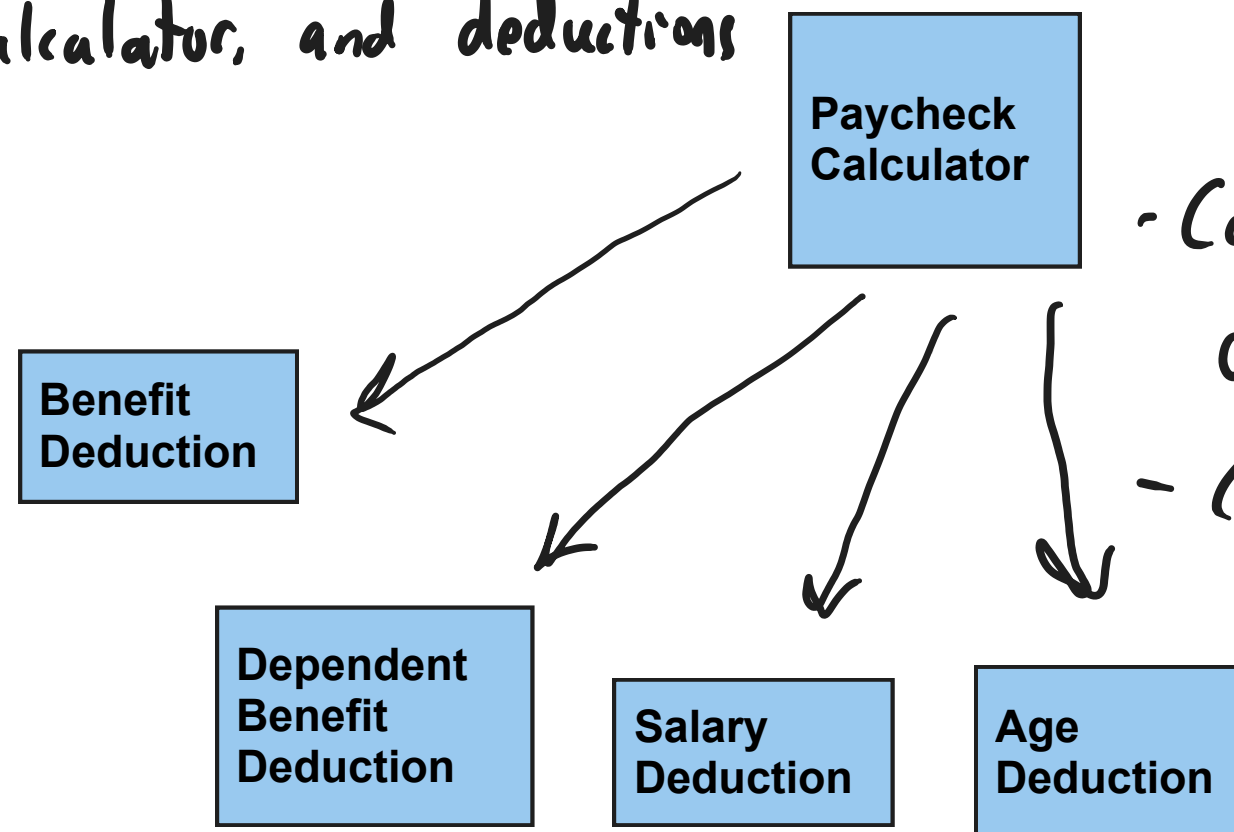 alculator, and deductions
Paycheck
Calculator
Benefit
Deduction
Dependent
Benefit
Deduction
Salary
Deduction
Age
Deduction